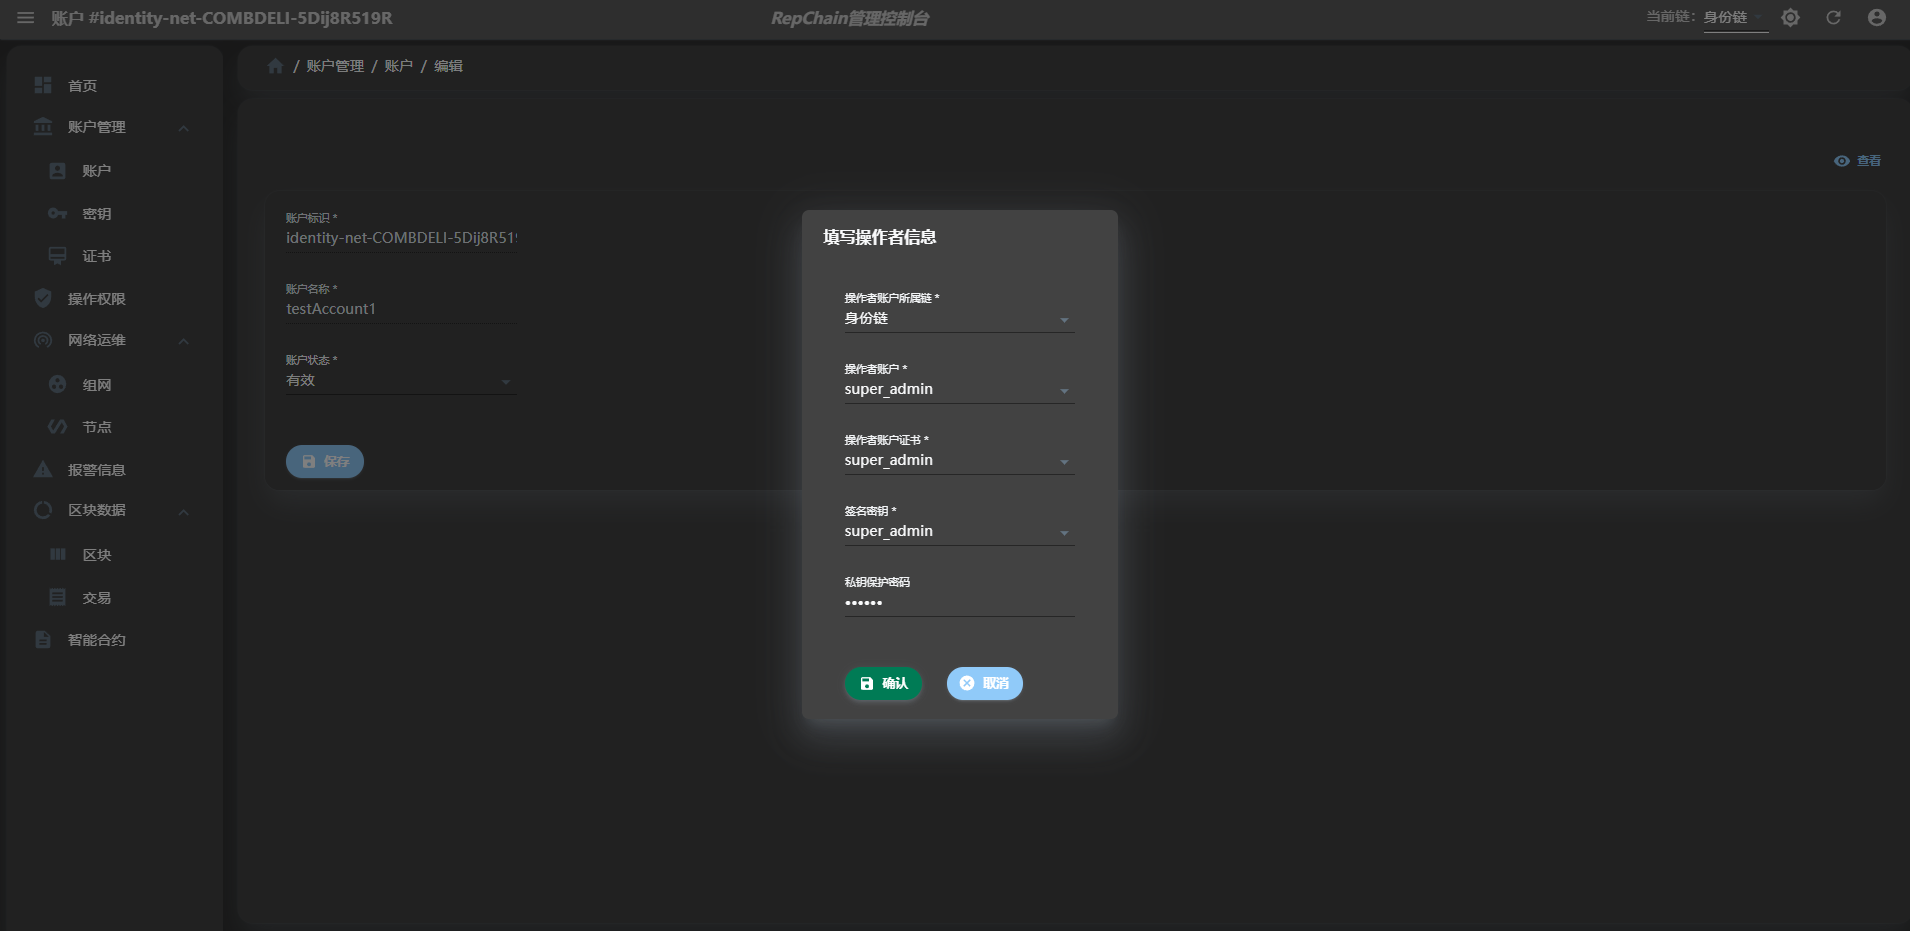 账户 #identity-net-COMBDELI-5Dij8R519R
RepChain管理控制台
当前链: 身份链
首页
账户管理
账户
密钥
证书
操作权限
网络运维
组网
节点
报警信息
区块数据
区块
交易
智能合约
/ 账户管理 / 账户 / 编辑
查看
账户标识 *
identity-net-COMBDELI-5Dij8R519
账户名称 *
testAccount1
账户状态 *
有效
保存
填写操作者信息
操作者账户所属链 *
身份链
操作者账户 *
super_admin
操作者账户证书 *
super_admin
签名密钥 *
super_admin
私钥保护密码
••••••
确认
取消